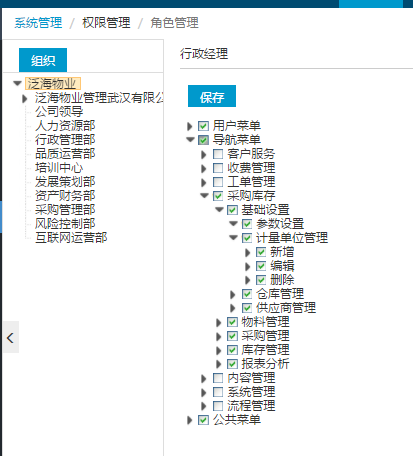 系统管理 / 权限管理 / 角色管理
组织
泛海物业
泛海物业管理武汉有限公
公司领导
人力资源部
行政管理部
品质运营部
培训中心
发展策划部
资产财务部
采购管理部
风险控制部
互联网运营部
行政经理
保存
用户菜单
导航菜单
客户服务
收费管理
工单管理
采购库存
基础设置
参数设置
计量单位管理
新增
编辑
删除
仓库管理
供应商管理
物料管理
采购管理
库存管理
报表分析
内容管理
系统管理
流程管理
公共菜单